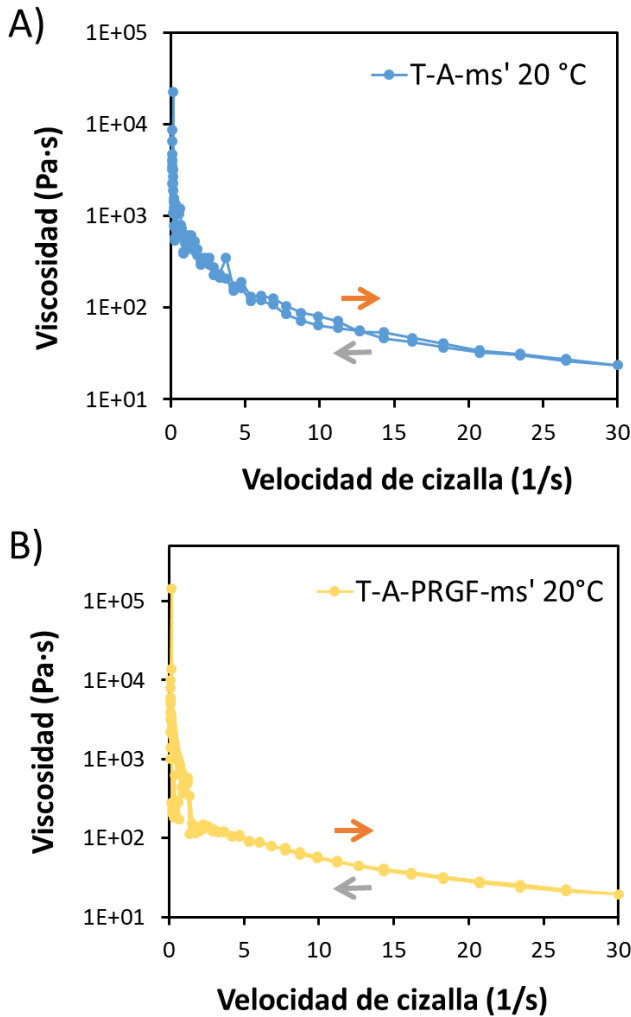 A)
1E+05
T-A-ms' 20 °C
1E+04
1E+03
1E+02
1E+01
Viscosidad (Pa·s)
0 5 10 15 20 25 30
Velocidad de cizalla (1/s)
B)
1E+05
T-A-PRGF-ms' 20°C
1E+04
1E+03
1E+02
1E+01
Viscosidad (Pa·s)
0 5 10 15 20 25 30
Velocidad de cizalla (1/s)